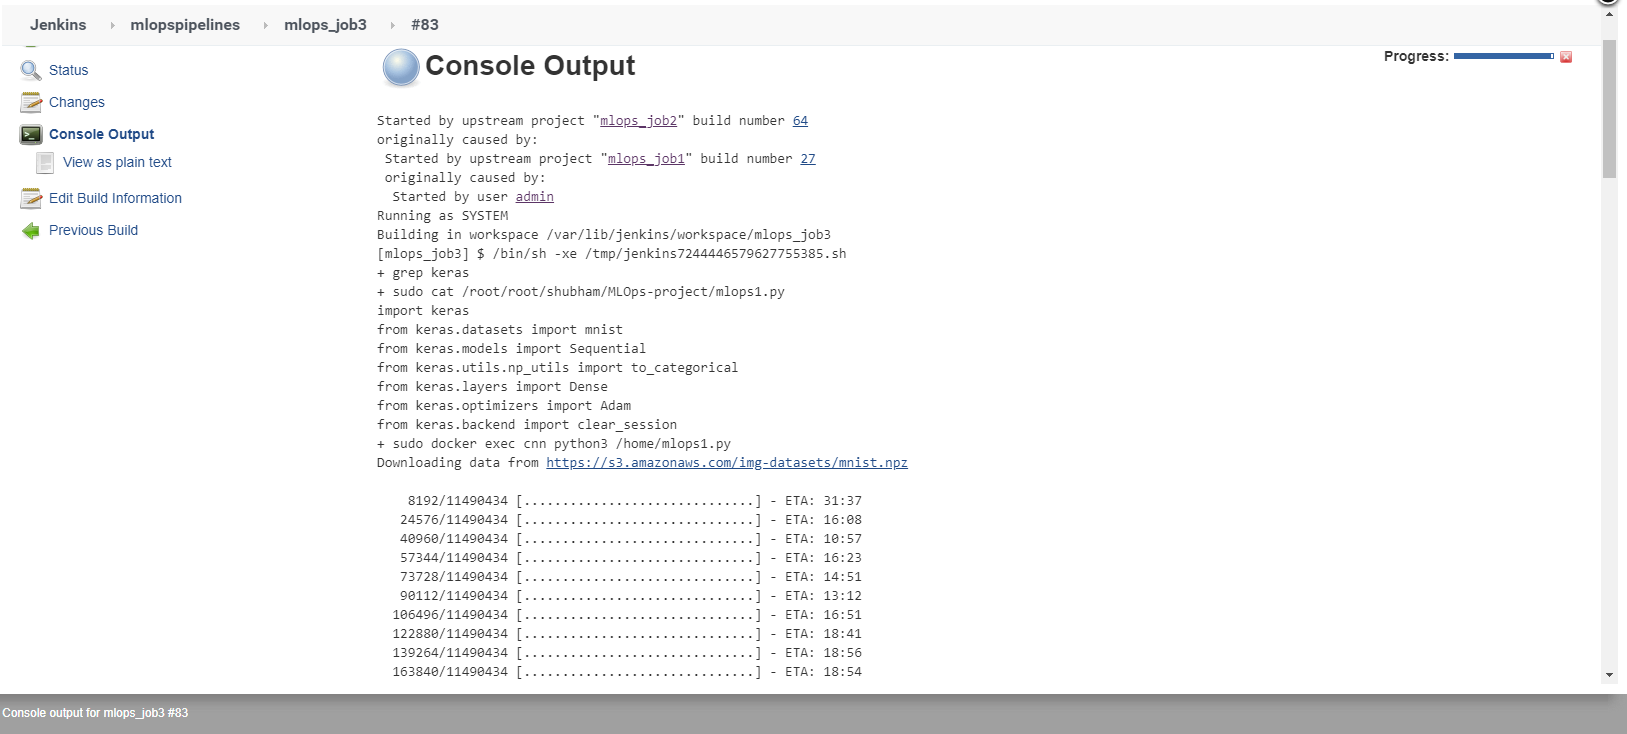 Jenkins mlopspipelines mlops_job3 #83
Status
Changes
Console Output
View as plain text
Edit Build Information
Previous Build
Console Output
Progress:
Started by upstream project "mlops_job2" build number 64
originally caused by:
Started by upstream project "mlops_job1" build number 27
originally caused by:
Started by user admin
Running as SYSTEM
Building in workspace /var/lib/jenkins/workspace/mlops_job3
[mlops_job3] $ /bin/sh -xe /tmp/jenkins7244446579627755385.sh
+ grep keras
+ sudo cat /root/root/shubham/MLOps-project/mlops1.py
import keras
from keras.datasets import mnist
from keras.models import Sequential
from keras.utils.np_utils import to_categorical
from keras.layers import Dense
from keras.optimizers import Adam
from keras.backend import clear_session
+ sudo docker exec cnn python3 /home/mlops1.py
Downloading data from https://s3.amazonaws.com/img-datasets/mnist.npz
8192/11490434 [..............................] - ETA: 31:37
24576/11490434 [..............................] - ETA: 16:08
40960/11490434 [..............................] - ETA: 10:57
57344/11490434 [..............................] - ETA: 16:23
73728/11490434 [..............................] - ETA: 14:51
90112/11490434 [..............................] - ETA: 13:12
106496/11490434 [..............................] - ETA: 16:51
122880/11490434 [..............................] - ETA: 18:41
139264/11490434 [..............................] - ETA: 18:56
163840/11490434 [..............................] - ETA: 18:54
Console output for mlops_job3 #83